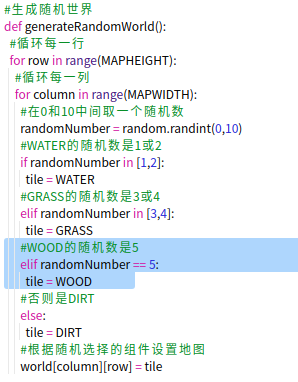 #生成随机世界
def generateRandomWorld():
#循环每一行
for row in range(MAPHEIGHT):
#循环每一列
for column in range(MAPWIDTH):
#在0和10中间取一个随机数
randomNumber = random.randint(0,10)
#WATER的随机数是1或2
if randomNumber in [1,2]:
tile = WATER
#GRASS的随机数是3或4
elif randomNumber in [3,4]:
tile = GRASS
#WOOD的随机数是5
elif randomNumber == 5:
tile = WOOD
#否则是DIRT
else:
tile = DIRT
#根据随机选择的组件设置地图
world[column][row] = tile